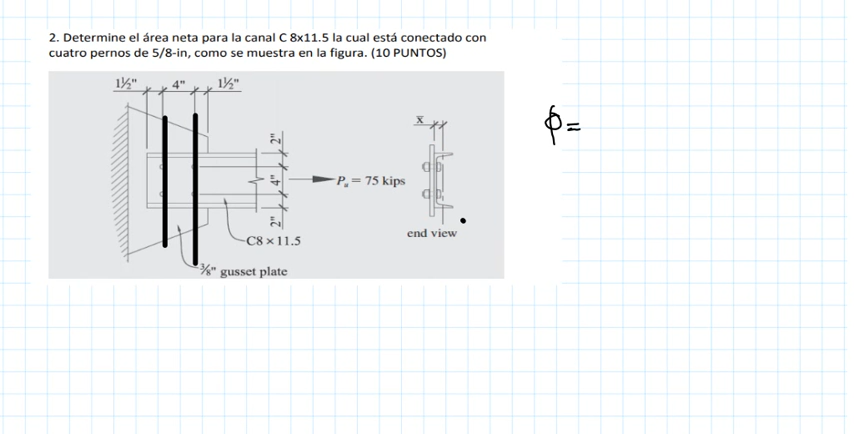 2. Determine el área neta para la canal C 8x11.5 la cual está conectado con
cuatro pernos de 5/8-in, como se muestra en la figura. (10 PUNTOS)
1½" 4" 1½"
x̄
ϕ=
2"
4"
Pu = 75 kips
2"
end view
C8 × 11.5
⅜" gusset plate